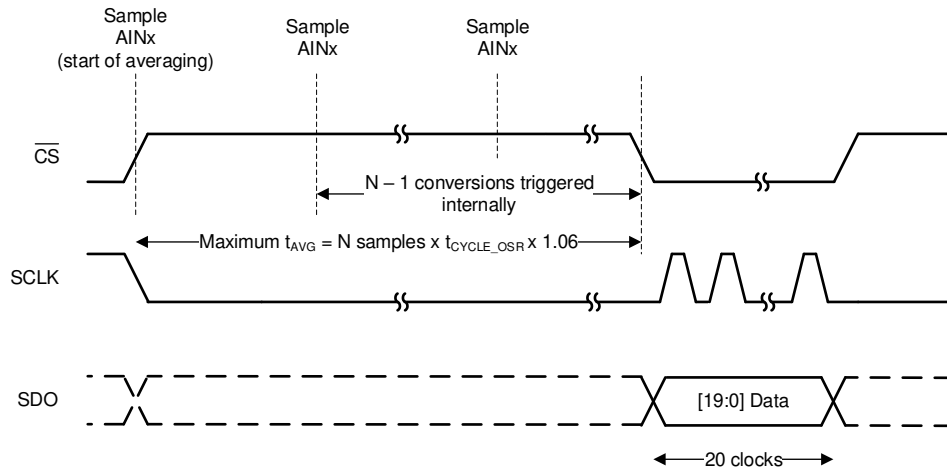 Sample
AINx
(start of averaging)
Sample
AINx
Sample
AINx
CS
N – 1 conversions triggered
internally
Maximum tAVG = N samples x tCYCLE_OSR x 1.06
SCLK
SDO
[19:0] Data
20 clocks